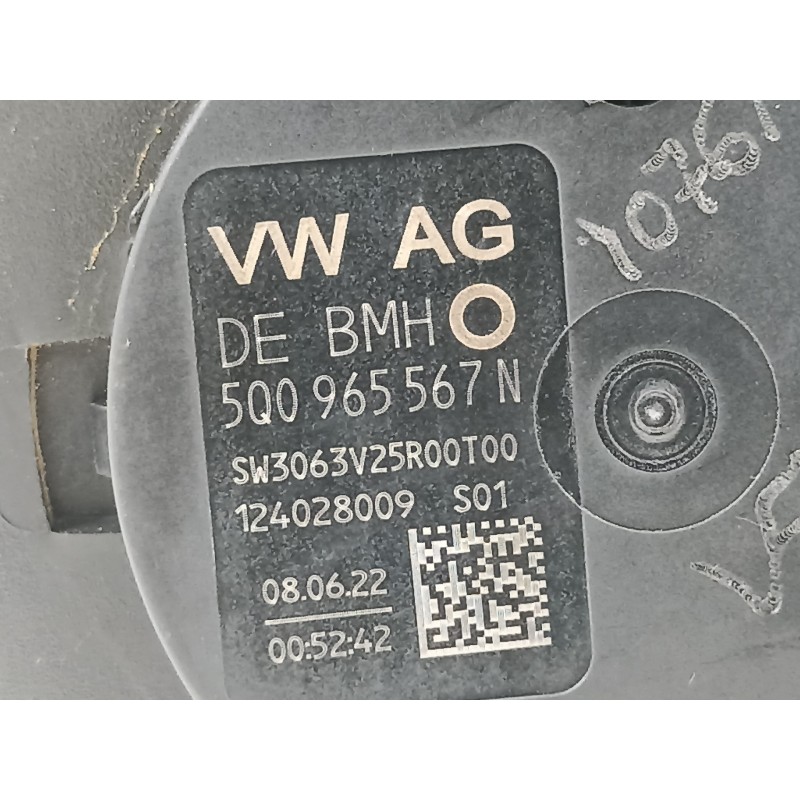 VW AG
DE BMH
5Q0 965 567 N
SW3063V25R00T00
124028009 S01
08.06.22
00:52:42